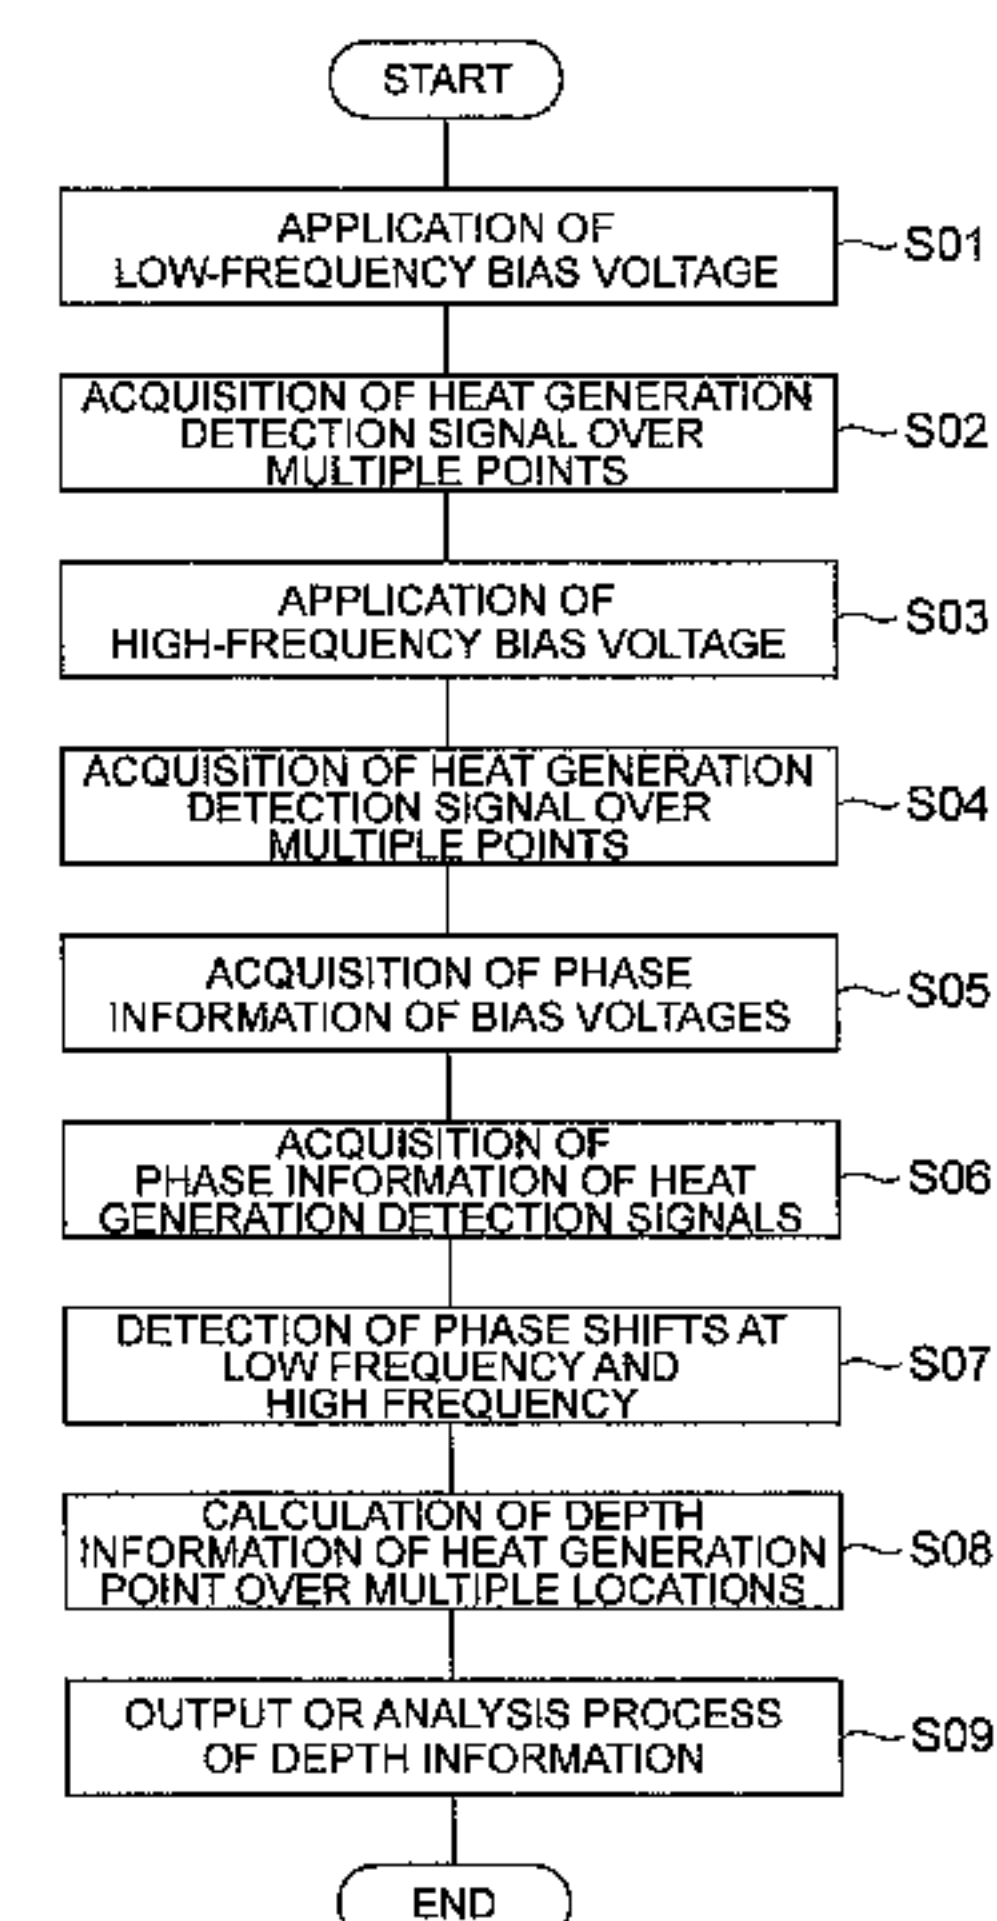 START
APPLICATION OF
LOW-FREQUENCY BIAS VOLTAGE
S01
ACQUISITION OF HEAT GENERATION
DETECTION SIGNAL OVER
MULTIPLE POINTS
S02
APPLICATION OF
HIGH-FREQUENCY BIAS VOLTAGE
S03
ACQUISITION OF HEAT GENERATION
DETECTION SIGNAL OVER
MULTIPLE POINTS
S04
ACQUISITION OF PHASE
INFORMATION OF BIAS VOLTAGES
S05
ACQUISITION OF
PHASE INFORMATION OF HEAT
GENERATION DETECTION SIGNALS
S06
DETECTION OF PHASE SHIFTS AT
LOW FREQUENCY AND
HIGH FREQUENCY
S07
CALCULATION OF DEPTH
INFORMATION OF HEAT GENERATION
POINT OVER MULTIPLE LOCATIONS
S08
OUTPUT OR ANALYSIS PROCESS
OF DEPTH INFORMATION
S09
END